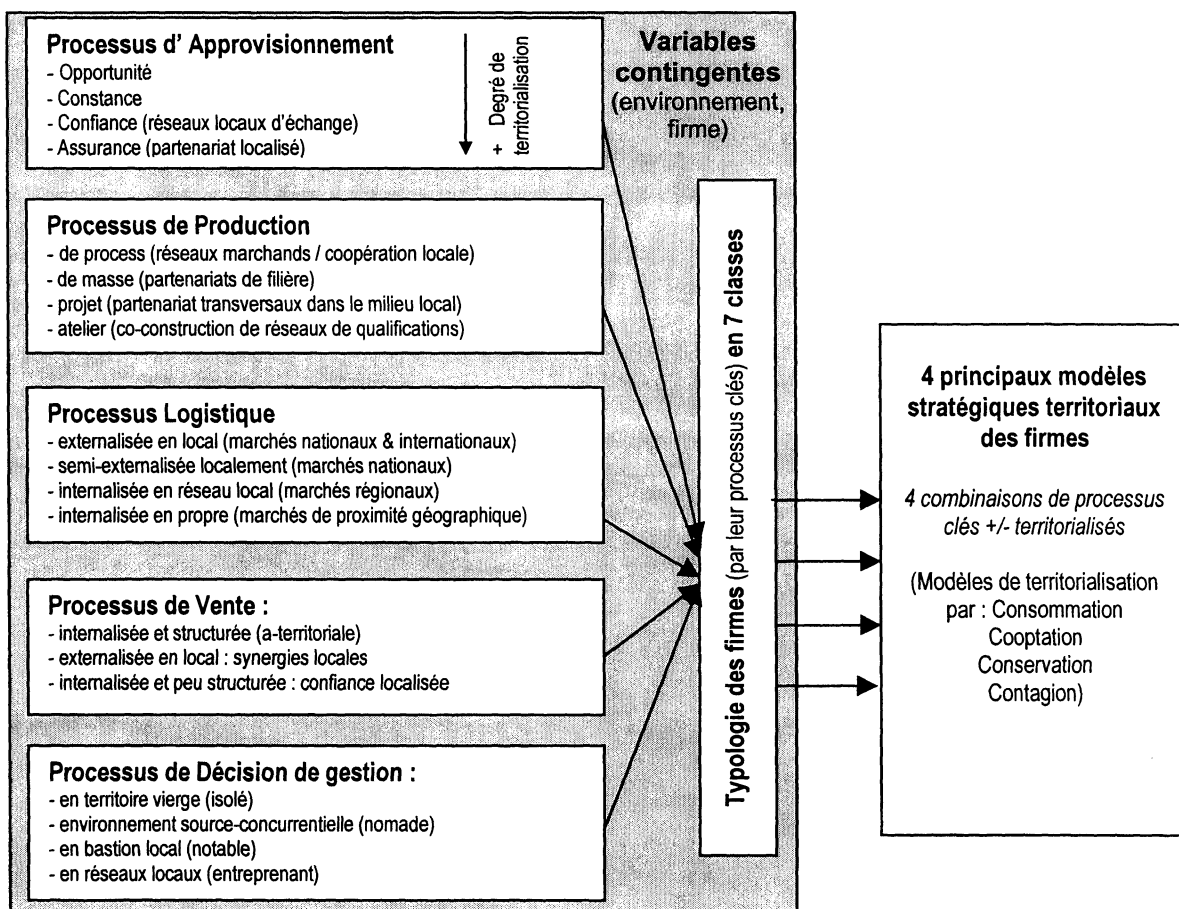 Processus d' Approvisionnement
- Opportunité
- Constance
- Confiance (réseaux locaux d'échange)
- Assurance (partenariat localisé)
+ Degré de
territorialisation
Variables
contingentes
(environnement,
firme)
Processus de Production
- de process (réseaux marchands / coopération locale)
- de masse (partenariats de filière)
- projet (partenariat transversaux dans le milieu local)
- atelier (co-construction de réseaux de qualifications)
Processus Logistique
- externalisée en local (marchés nationaux & internationaux)
- semi-externalisée localement (marchés nationaux)
- internalisée en réseau local (marchés régionaux)
- internalisée en propre (marchés de proximité géographique)
Processus de Vente :
- internalisée et structurée (a-territoriale)
- externalisée en local : synergies locales
- internalisée et peu structurée : confiance localisée
Processus de Décision de gestion :
- en territoire vierge (isolé)
- environnement source-concurrentielle (nomade)
- en bastion local (notable)
- en réseaux locaux (entreprenant)
Typologie des firmes (par leur processus clés) en 7 classes
4 principaux modèles
stratégiques territoriaux
des firmes
4 combinaisons de processus
clés +/- territorialisés
(Modèles de territorialisation
par : Consommation
Cooptation
Conservation
Contagion)